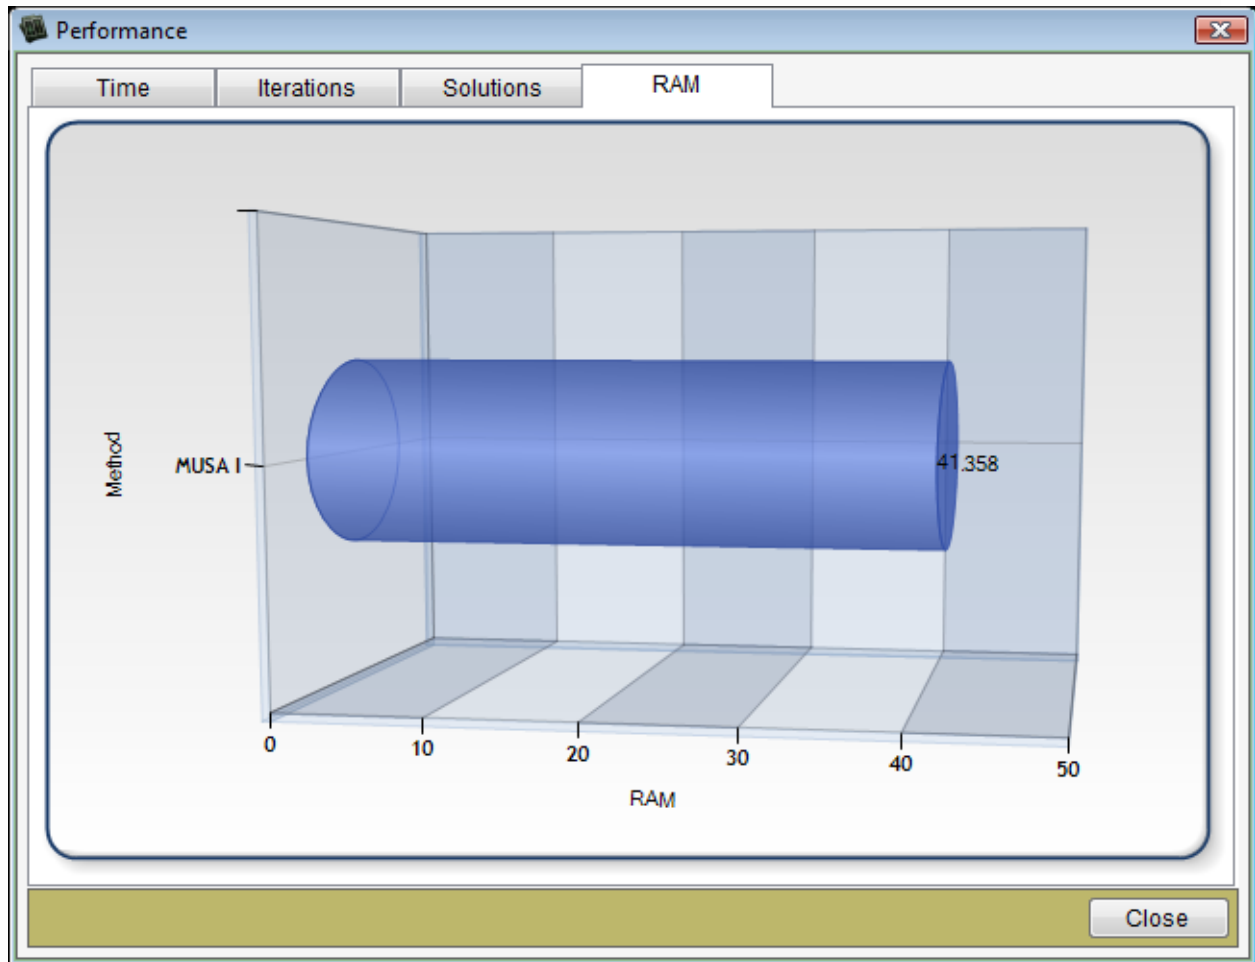 Performance
Time Iterations Solutions RAM
Method
MUSA I
41.358
0 10 20 30 40 50
RAM
Close